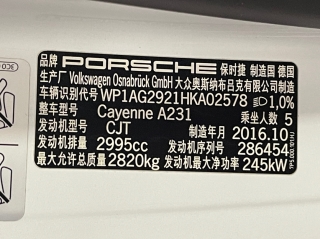 品牌 PORSCHE 保时捷 制造国 德国
生产厂 Volkswagen Osnabrück GmbH 大众奥斯纳布吕克有限公司
车辆识别代号 WP1AG2921HKA02578 1,0%
整车型号 Cayenne A231 乘坐人数 5
发动机型号 CJT 制造年月 2016.10
发动机排量 2995cc 发动机序列号 286454
最大允许总质量 2820kg 发动机最大净功率 245kW